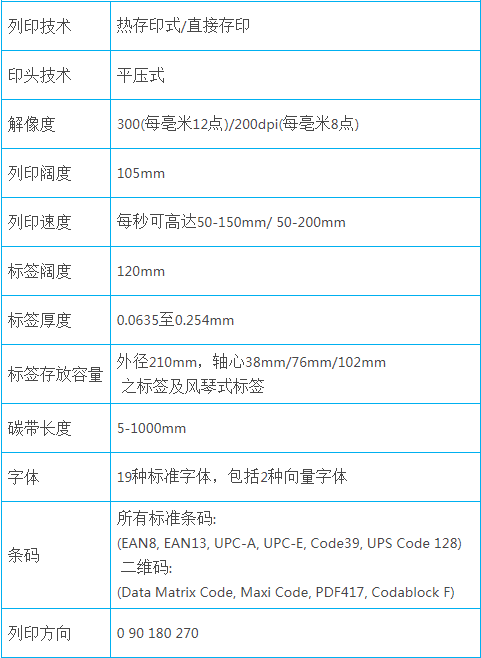 列印技术
热存印式/直接存印
印头技术
平压式
解像度
300(每毫米12点)/200dpi(每毫米8点)
列印阔度
105mm
列印速度
每秒可高达50-150mm/ 50-200mm
标签阔度
120mm
标签厚度
0.0635至0.254mm
标签存放容量
外径210mm，轴心38mm/76mm/102mm
之标签及风琴式标签
碳带长度
5-1000mm
字体
19种标准字体，包括2种向量字体
条码
所有标准条码:
(EAN8, EAN13, UPC-A, UPC-E, Code39, UPS Code 128)
二维码:
(Data Matrix Code, Maxi Code, PDF417, Codablock F)
列印方向
0 90 180 270